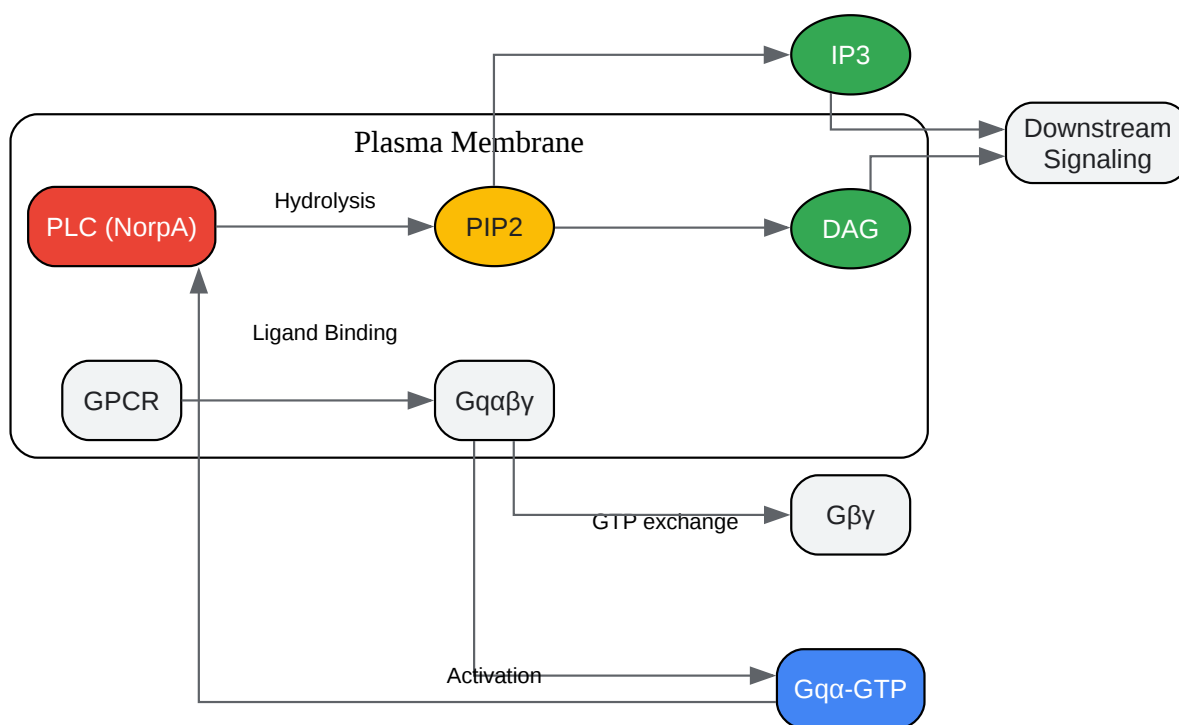 IP3
Downstream
Signaling
Plasma Membrane
Hydrolysis
PLC (NorpA)
PIP2
DAG
Ligand Binding
GPCR
Gqαβγ
GTP exchange
Gβγ
Activation
Gqα-GTP